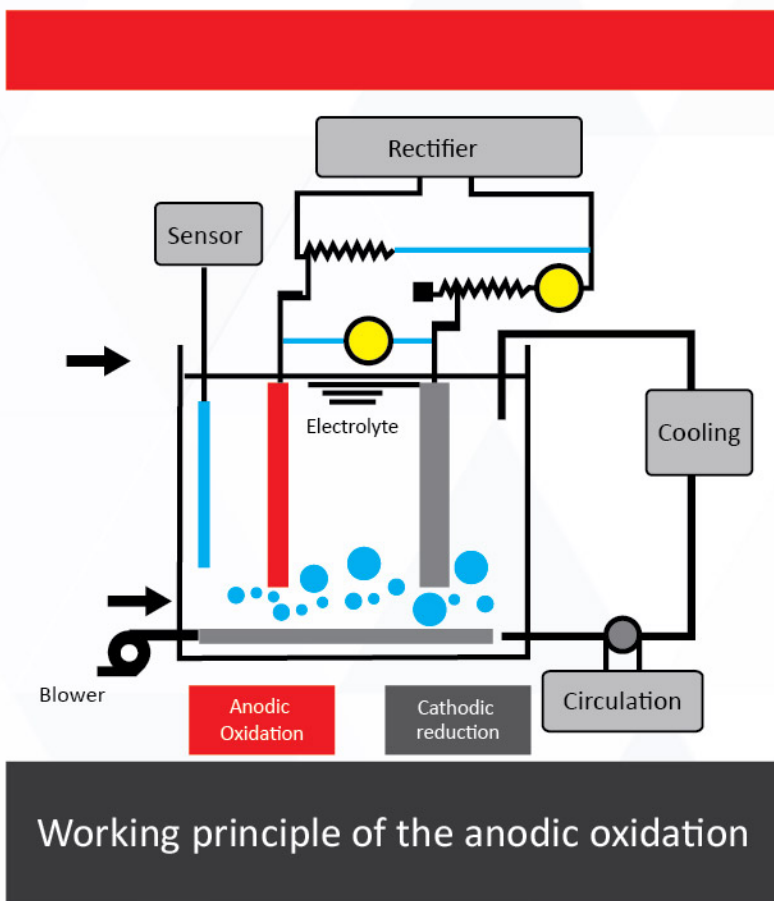 Rectifier
Sensor
Electrolyte
Cooling
Blower
Anodic
Oxidation
Cathodic
reduction
Circulation
Working principle of the anodic oxidation